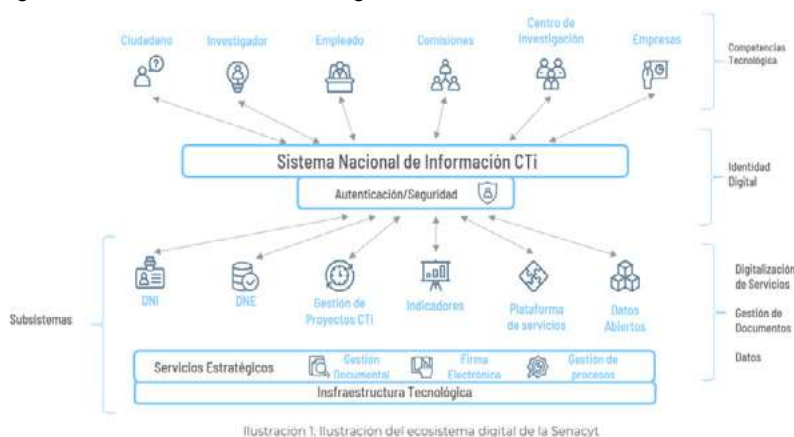 Ciudadano
Investigador
Empleado
Comisiones
Centro de
Investigación
Empresas
Competencias
Tecnológica
Sistema Nacional de Información CTi
Autenticación/Seguridad
Identidad
Digital
Subsistemas
DNI
DNE
Gestión de
Proyectos CTi
Indicadores
Plataforma
de servicios
Datos
Abiertos
Digitalización
de Servicios
Gestión de
Documentos
Datos
Servicios Estratégicos
Gestión
Documental
Firma
Electrónica
Gestión de
procesos
Insfraestructura Tecnológica
Ilustración 1: Ilustración del ecosistema digital de la Senacyt